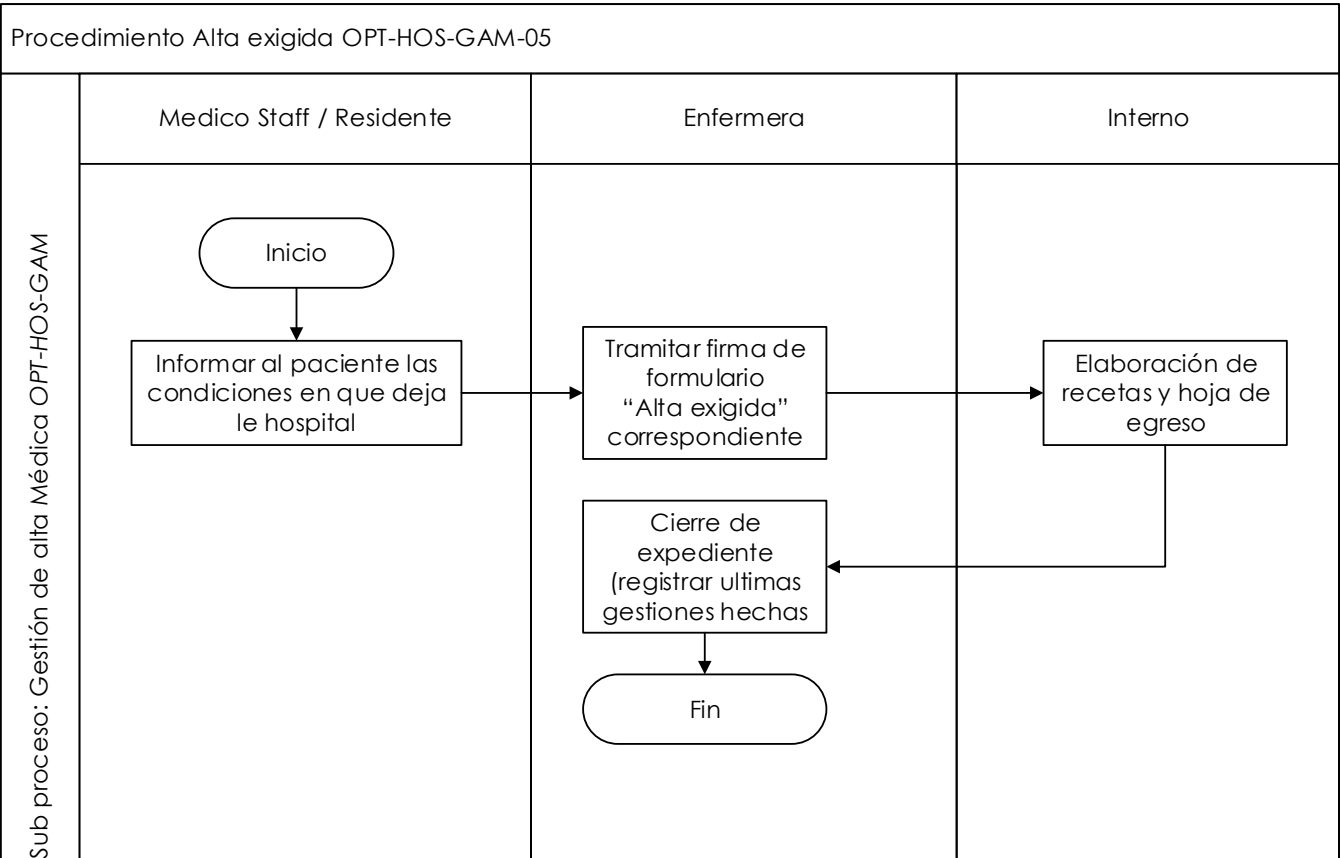 Procedimiento Alta exigida OPT-HOS-GAM-05
Medico Staff / Residente
Enfermera
Interno
Sub proceso: Gestión de alta Médica OPT-HOS-GAM
Inicio
Informar al paciente las
condiciones en que deja
le hospital
Tramitar firma de
formulario
“Alta exigida”
correspondiente
Elaboración de
recetas y hoja de
egreso
Cierre de
expediente
(registrar ultimas
gestiones hechas
Fin